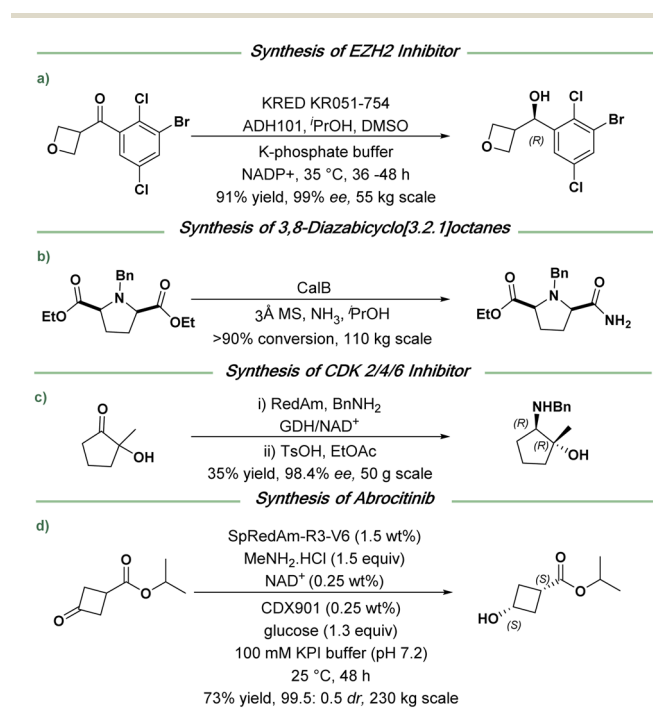 Synthesis of EZH2 Inhibitor
a)
O
Cl
Br
O
Cl
KRED KR051-754
ADH101, iPrOH, DMSO
K-phosphate buffer
NADP+, 35 °C, 36 -48 h
91% yield, 99% ee, 55 kg scale
OH
Cl
Br
(R)
O
Cl
Synthesis of 3,8-Diazabicyclo[3.2.1]octanes
b)
Bn
O
N
O
EtO
OEt
CalB
3Å MS, NH3, iPrOH
>90% conversion, 110 kg scale
Bn
O
N
O
EtO
NH2
Synthesis of CDK 2/4/6 Inhibitor
c)
O
OH
i) RedAm, BnNH2
GDH/NAD+
ii) TsOH, EtOAc
35% yield, 98.4% ee, 50 g scale
NHBn
(R)
(R)
OH
Synthesis of Abrocitinib
d)
O
O
O
SpRedAm-R3-V6 (1.5 wt%)
MeNH2.HCl (1.5 equiv)
NAD+ (0.25 wt%)
CDX901 (0.25 wt%)
glucose (1.3 equiv)
100 mM KPI buffer (pH 7.2)
25 °C, 48 h
73% yield, 99.5: 0.5 dr, 230 kg scale
O
(S)
O
HO
(S)